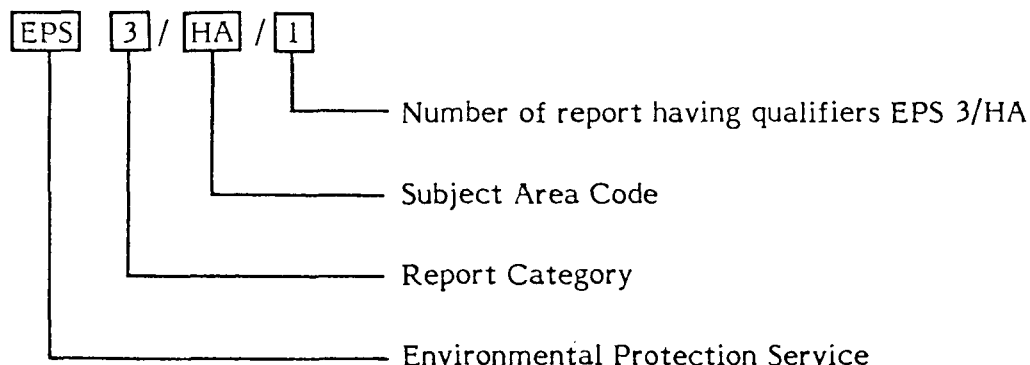 EPS 3 / HA / 1
Number of report having qualifiers EPS 3/HA
Subject Area Code
Report Category
Environmental Protection Service